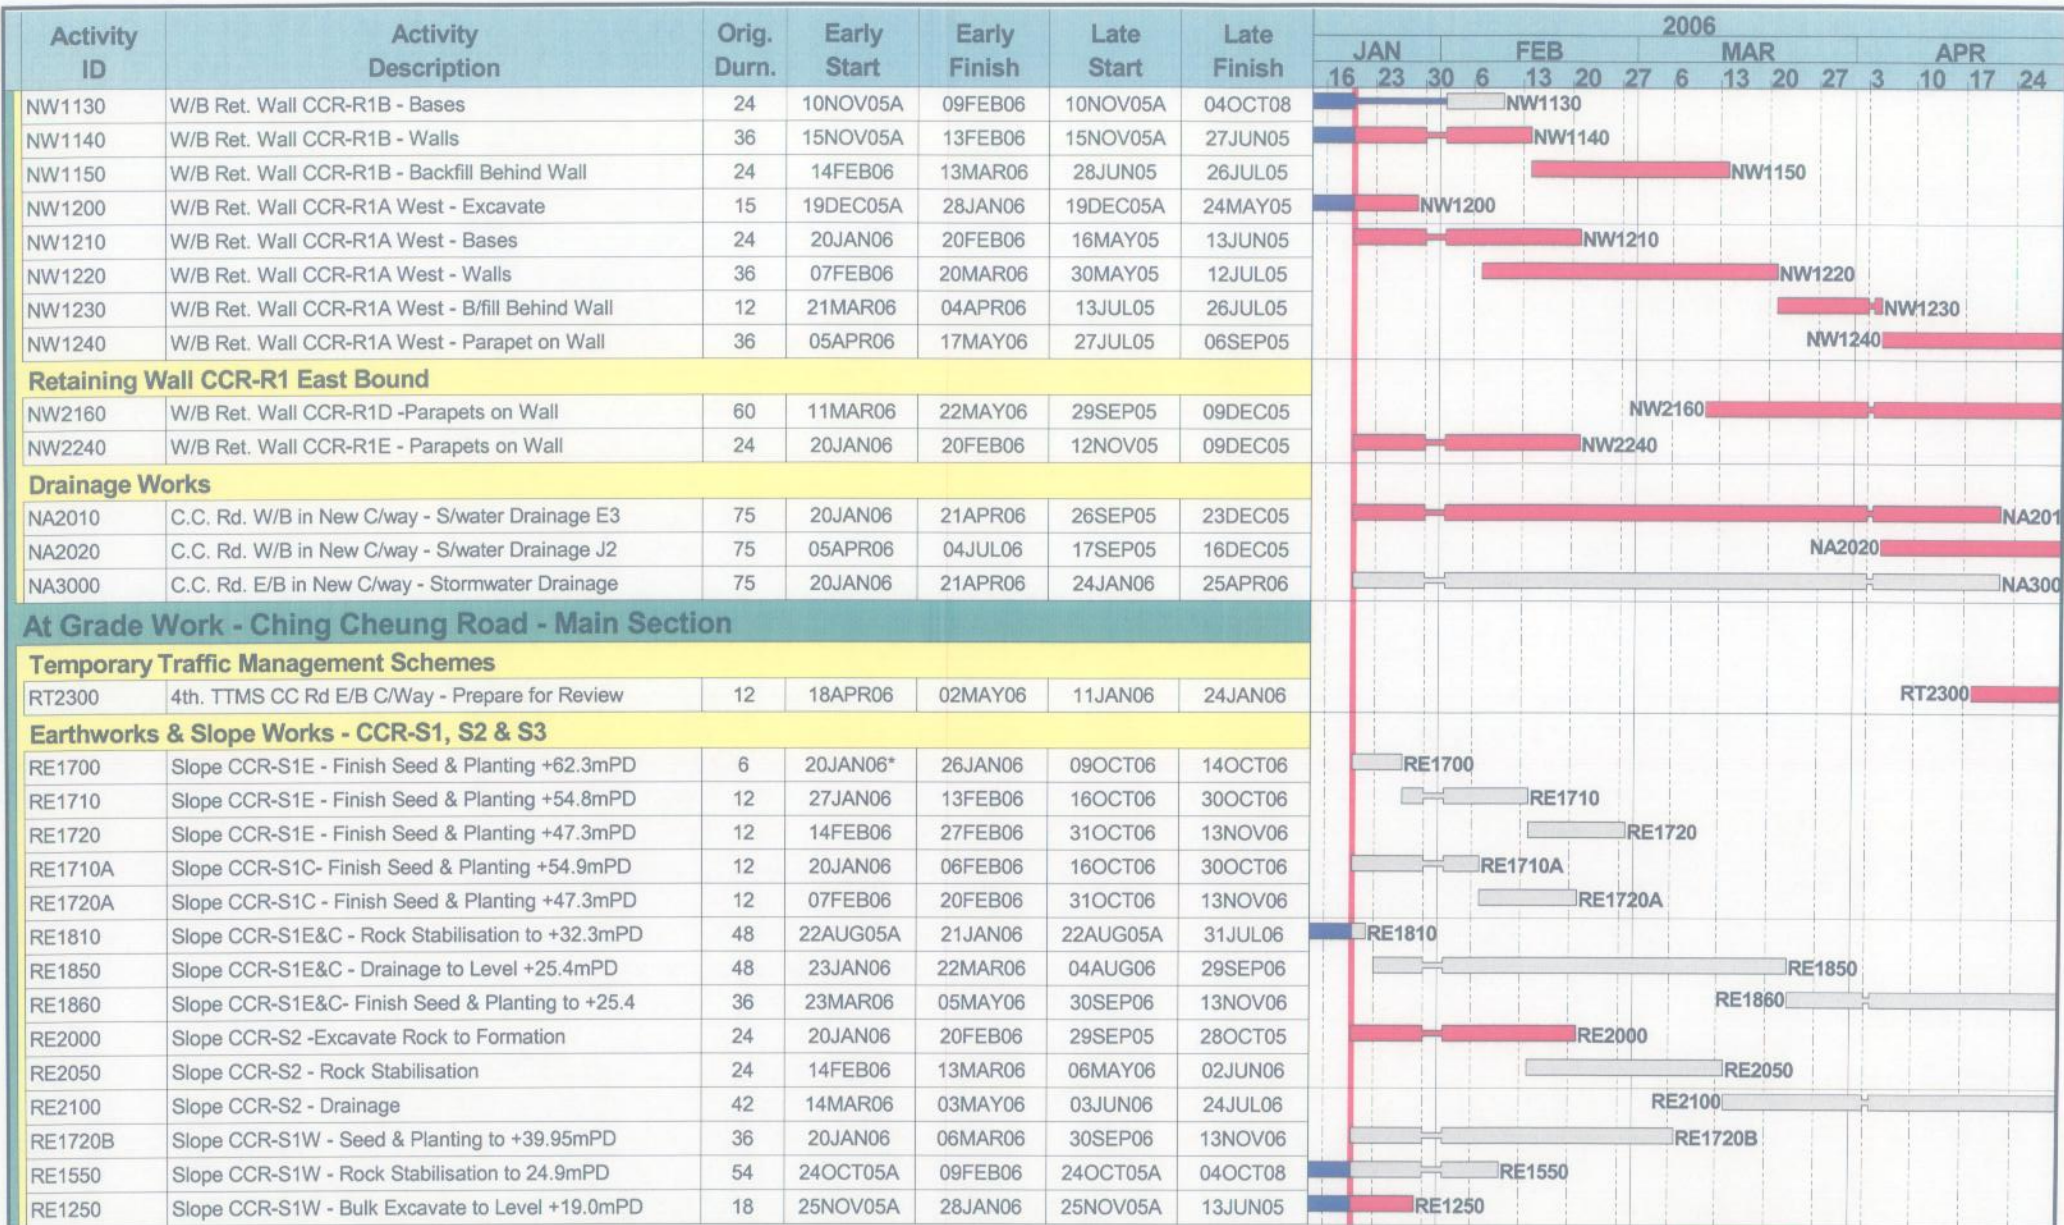 Activity ID Activity Description Orig. Durn. Early Start Early Finish Late Start Late Finish
2006
JAN FEB MAR APR
16 23 30 6 13 20 27 6 13 20 27 3 10 17 24
NW1130 W/B Ret. Wall CCR-R1B - Bases 24 10NOV05A 09FEB06 10NOV05A 04OCT08 NW1130
NW1140 W/B Ret. Wall CCR-R1B - Walls 36 15NOV05A 13FEB06 15NOV05A 27JUN05 NW1140
NW1150 W/B Ret. Wall CCR-R1B - Backfill Behind Wall 24 14FEB06 13MAR06 28JUN05 26JUL05 NW1150
NW1200 W/B Ret. Wall CCR-R1A West - Excavate 15 19DEC05A 28JAN06 19DEC05A 24MAY05 NW1200
NW1210 W/B Ret. Wall CCR-R1A West - Bases 24 20JAN06 20FEB06 16MAY05 13JUN05 NW1210
NW1220 W/B Ret. Wall CCR-R1A West - Walls 36 07FEB06 20MAR06 30MAY05 12JUL05 NW1220
NW1230 W/B Ret. Wall CCR-R1A West - B/fill Behind Wall 12 21MAR06 04APR06 13JUL05 26JUL05 NW1230
NW1240 W/B Ret. Wall CCR-R1A West - Parapet on Wall 36 05APR06 17MAY06 27JUL05 06SEP05 NW1240
Retaining Wall CCR-R1 East Bound
NW2160 W/B Ret. Wall CCR-R1D -Parapets on Wall 60 11MAR06 22MAY06 29SEP05 09DEC05 NW2160
NW2240 W/B Ret. Wall CCR-R1E - Parapets on Wall 24 20JAN06 20FEB06 12NOV05 09DEC05 NW2240
Drainage Works
NA2010 C.C. Rd. W/B in New C/way - S/water Drainage E3 75 20JAN06 21APR06 26SEP05 23DEC05 NA201
NA2020 C.C. Rd. W/B in New C/way - S/water Drainage J2 75 05APR06 04JUL06 17SEP05 16DEC05 NA2020
NA3000 C.C. Rd. E/B in New C/way - Stormwater Drainage 75 20JAN06 21APR06 24JAN06 25APR06 NA300
At Grade Work - Ching Cheung Road - Main Section
Temporary Traffic Management Schemes
RT2300 4th. TTMS CC Rd E/B C/Way - Prepare for Review 12 18APR06 02MAY06 11JAN06 24JAN06 RT2300
Earthworks & Slope Works - CCR-S1, S2 & S3
RE1700 Slope CCR-S1E - Finish Seed & Planting +62.3mPD 6 20JAN06* 26JAN06 09OCT06 14OCT06 RE1700
RE1710 Slope CCR-S1E - Finish Seed & Planting +54.8mPD 12 27JAN06 13FEB06 16OCT06 30OCT06 RE1710
RE1720 Slope CCR-S1E - Finish Seed & Planting +47.3mPD 12 14FEB06 27FEB06 31OCT06 13NOV06 RE1720
RE1710A Slope CCR-S1C- Finish Seed & Planting +54.9mPD 12 20JAN06 06FEB06 16OCT06 30OCT06 RE1710A
RE1720A Slope CCR-S1C - Finish Seed & Planting +47.3mPD 12 07FEB06 20FEB06 31OCT06 13NOV06 RE1720A
RE1810 Slope CCR-S1E&C - Rock Stabilisation to +32.3mPD 48 22AUG05A 21JAN06 22AUG05A 31JUL06 RE1810
RE1850 Slope CCR-S1E&C - Drainage to Level +25.4mPD 48 23JAN06 22MAR06 04AUG06 29SEP06 RE1850
RE1860 Slope CCR-S1E&C- Finish Seed & Planting to +25.4 36 23MAR06 05MAY06 30SEP06 13NOV06 RE1860
RE2000 Slope CCR-S2 -Excavate Rock to Formation 24 20JAN06 20FEB06 29SEP05 28OCT05 RE2000
RE2050 Slope CCR-S2 - Rock Stabilisation 24 14FEB06 13MAR06 06MAY06 02JUN06 RE2050
RE2100 Slope CCR-S2 - Drainage 42 14MAR06 03MAY06 03JUN06 24JUL06 RE2100
RE1720B Slope CCR-S1W - Seed & Planting to +39.95mPD 36 20JAN06 06MAR06 30SEP06 13NOV06 RE1720B
RE1550 Slope CCR-S1W - Rock Stabilisation to 24.9mPD 54 24OCT05A 09FEB06 24OCT05A 04OCT08 RE1550
RE1250 Slope CCR-S1W - Bulk Excavate to Level +19.0mPD 18 25NOV05A 28JAN06 25NOV05A 13JUN05 RE1250